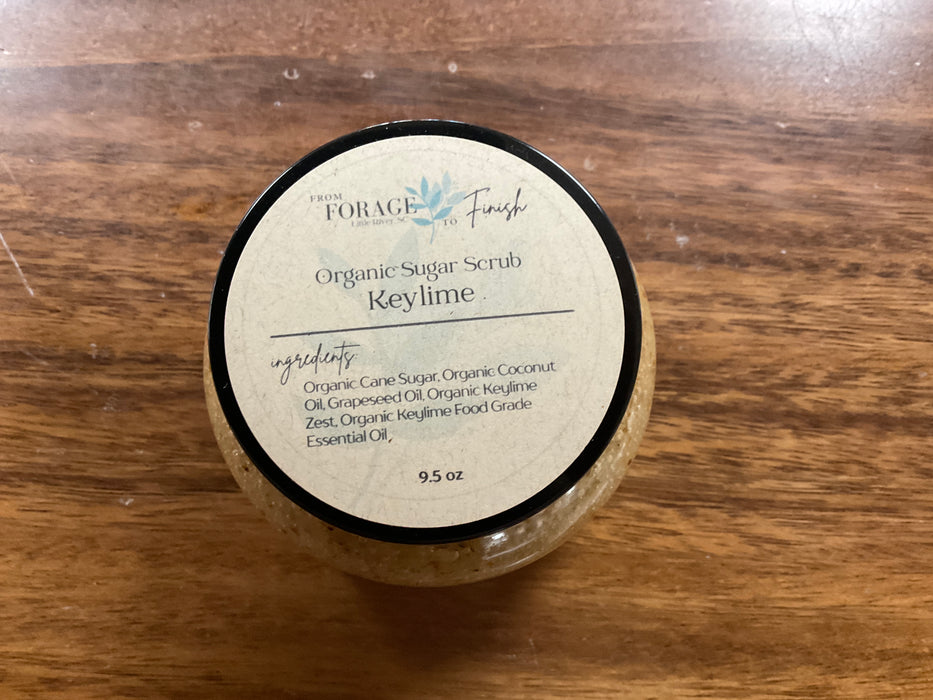 FROM
FORAGE TO Finish
Little River, SC
Organic Sugar Scrub
Keylime
ingredients:
Organic Cane Sugar, Organic Coconut
Oil, Grapeseed Oil, Organic Keylime
Zest, Organic Keylime Food Grade
Essential Oil,
9.5 oz